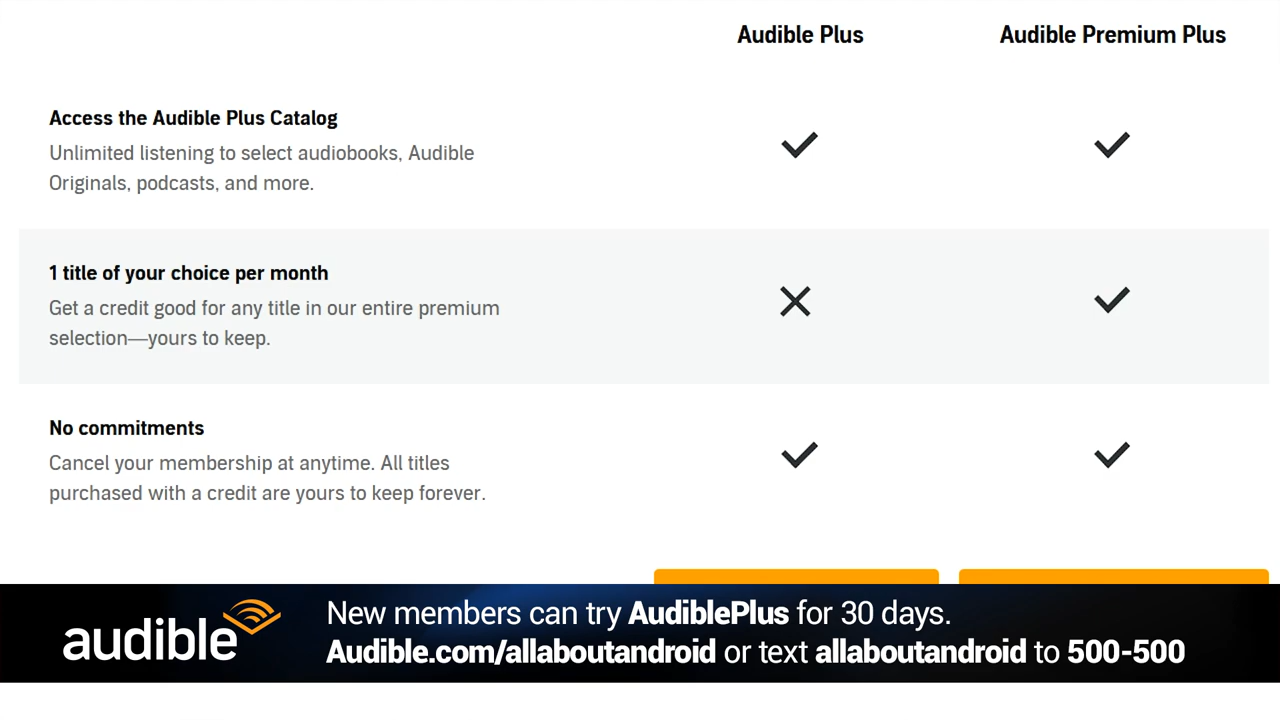 Audible Plus
Audible Premium Plus
Access the Audible Plus Catalog
Unlimited listening to select audiobooks, Audible
Originals, podcasts, and more.
1 title of your choice per month
Get a credit good for any title in our entire premium
selection—yours to keep.
No commitments
Cancel your membership at anytime. All titles
purchased with a credit are yours to keep forever.
audible
New members can try AudiblePlus for 30 days.
Audible.com/allaboutandroid or text allaboutandroid to 500-500